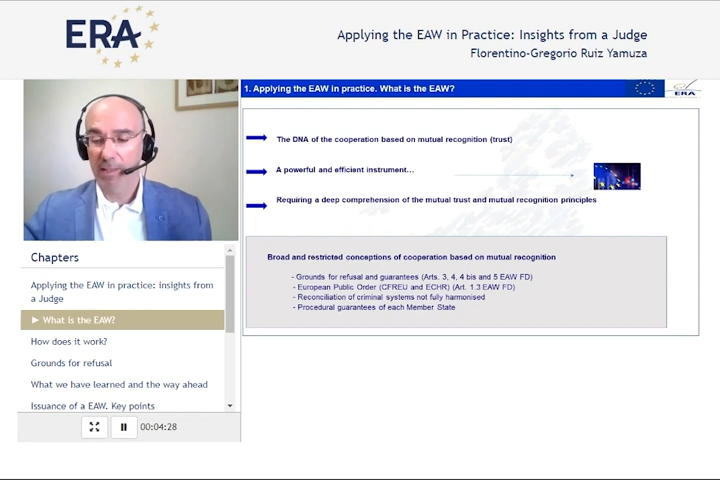 ERA
Applying the EAW in Practice: Insights from a Judge
Florentino-Gregorio Ruiz Yamuza
1. Applying the EAW in practice. What is the EAW?
ERA
The DNA of the cooperation based on mutual recognition (trust)
A powerful and efficient instrument…
Requiring a deep comprehension of the mutual trust and mutual recognition principles
Broad and restricted conceptions of cooperation based on mutual recognition
- Grounds for refusal and guarantees (Arts. 3, 4, 4 bis and 5 EAW FD)
- European Public Order (CFREU and ECHR) (Art. 1.3 EAW FD)
- Reconciliation of criminal systems not fully harmonised
- Procedural guarantees of each Member State
Chapters
Applying the EAW in practice: insights from
a Judge
► What is the EAW?
How does it work?
Grounds for refusal
What we have learned and the way ahead
Issuance of a EAW. Key points
00:04:28